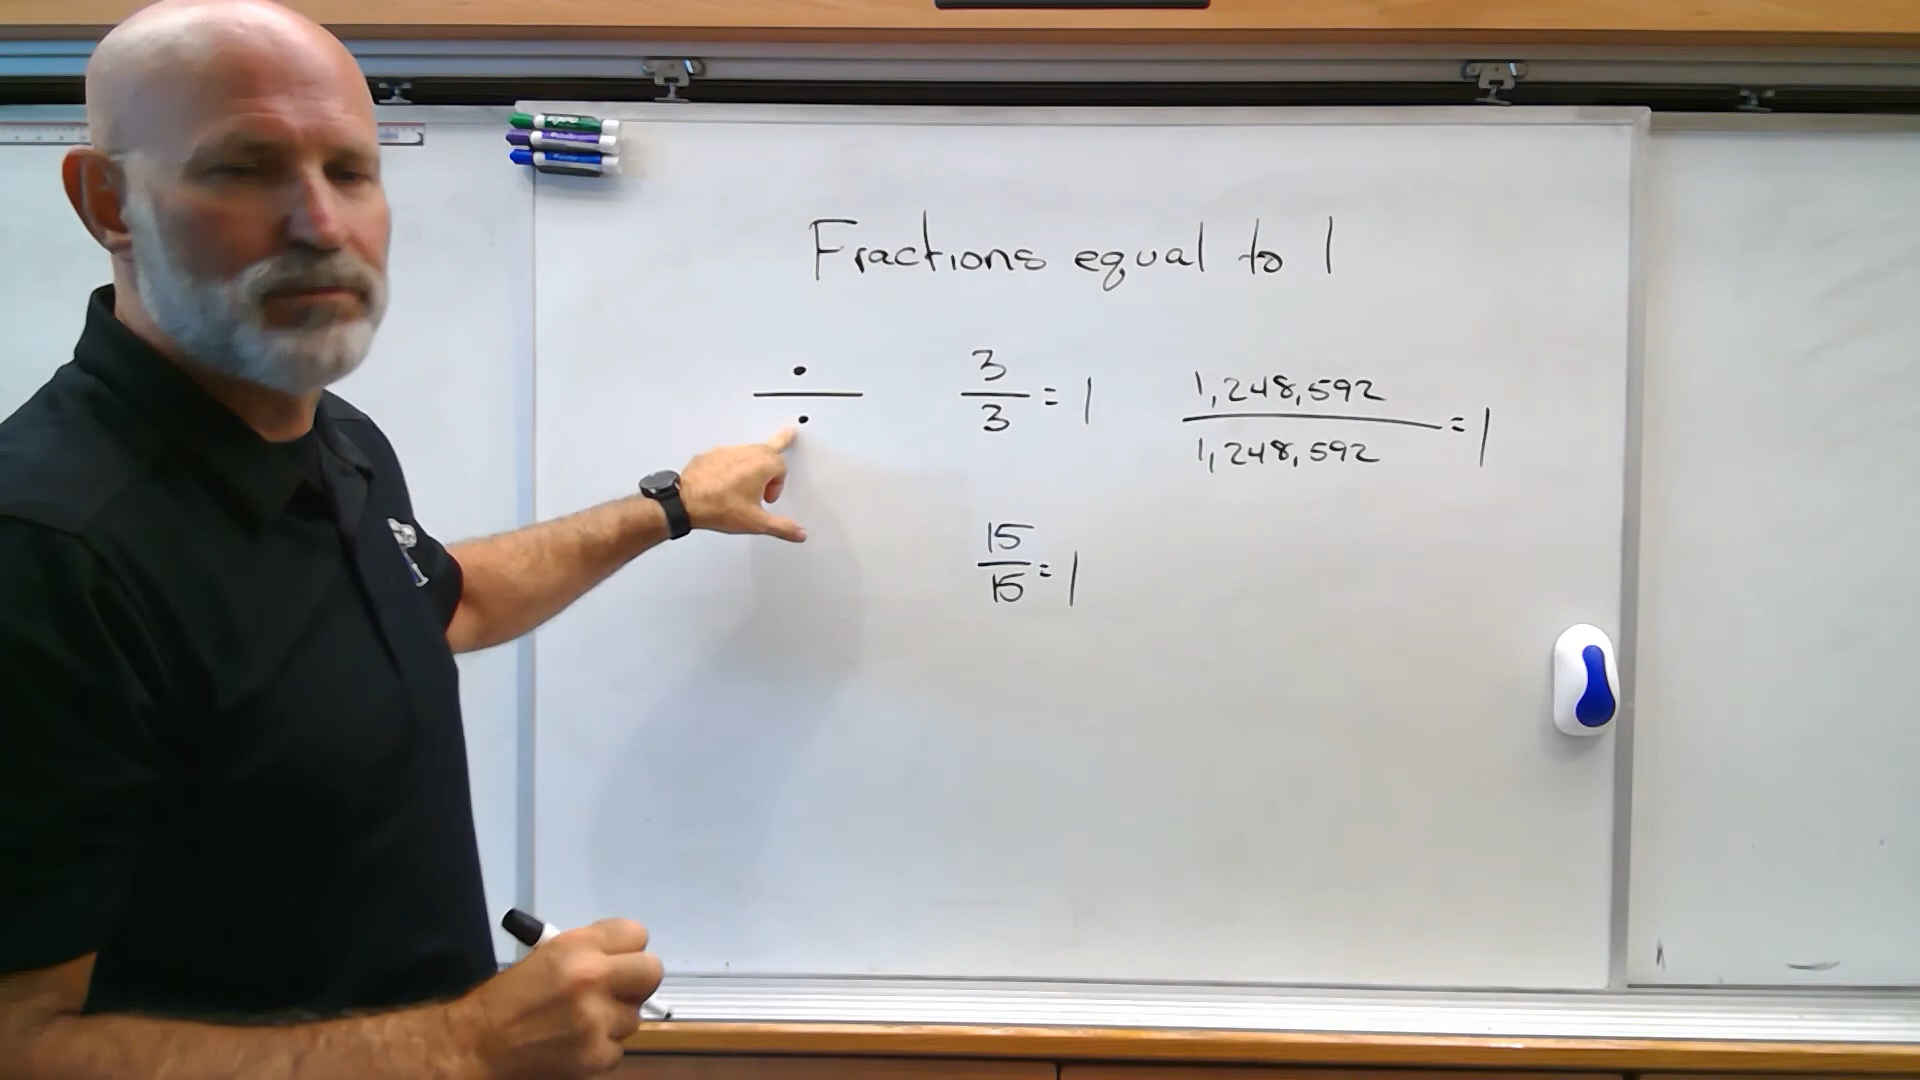 Fractions equal to 1
÷
3/3 = 1
1,248,592/1,248,592 = 1
15/15 = 1